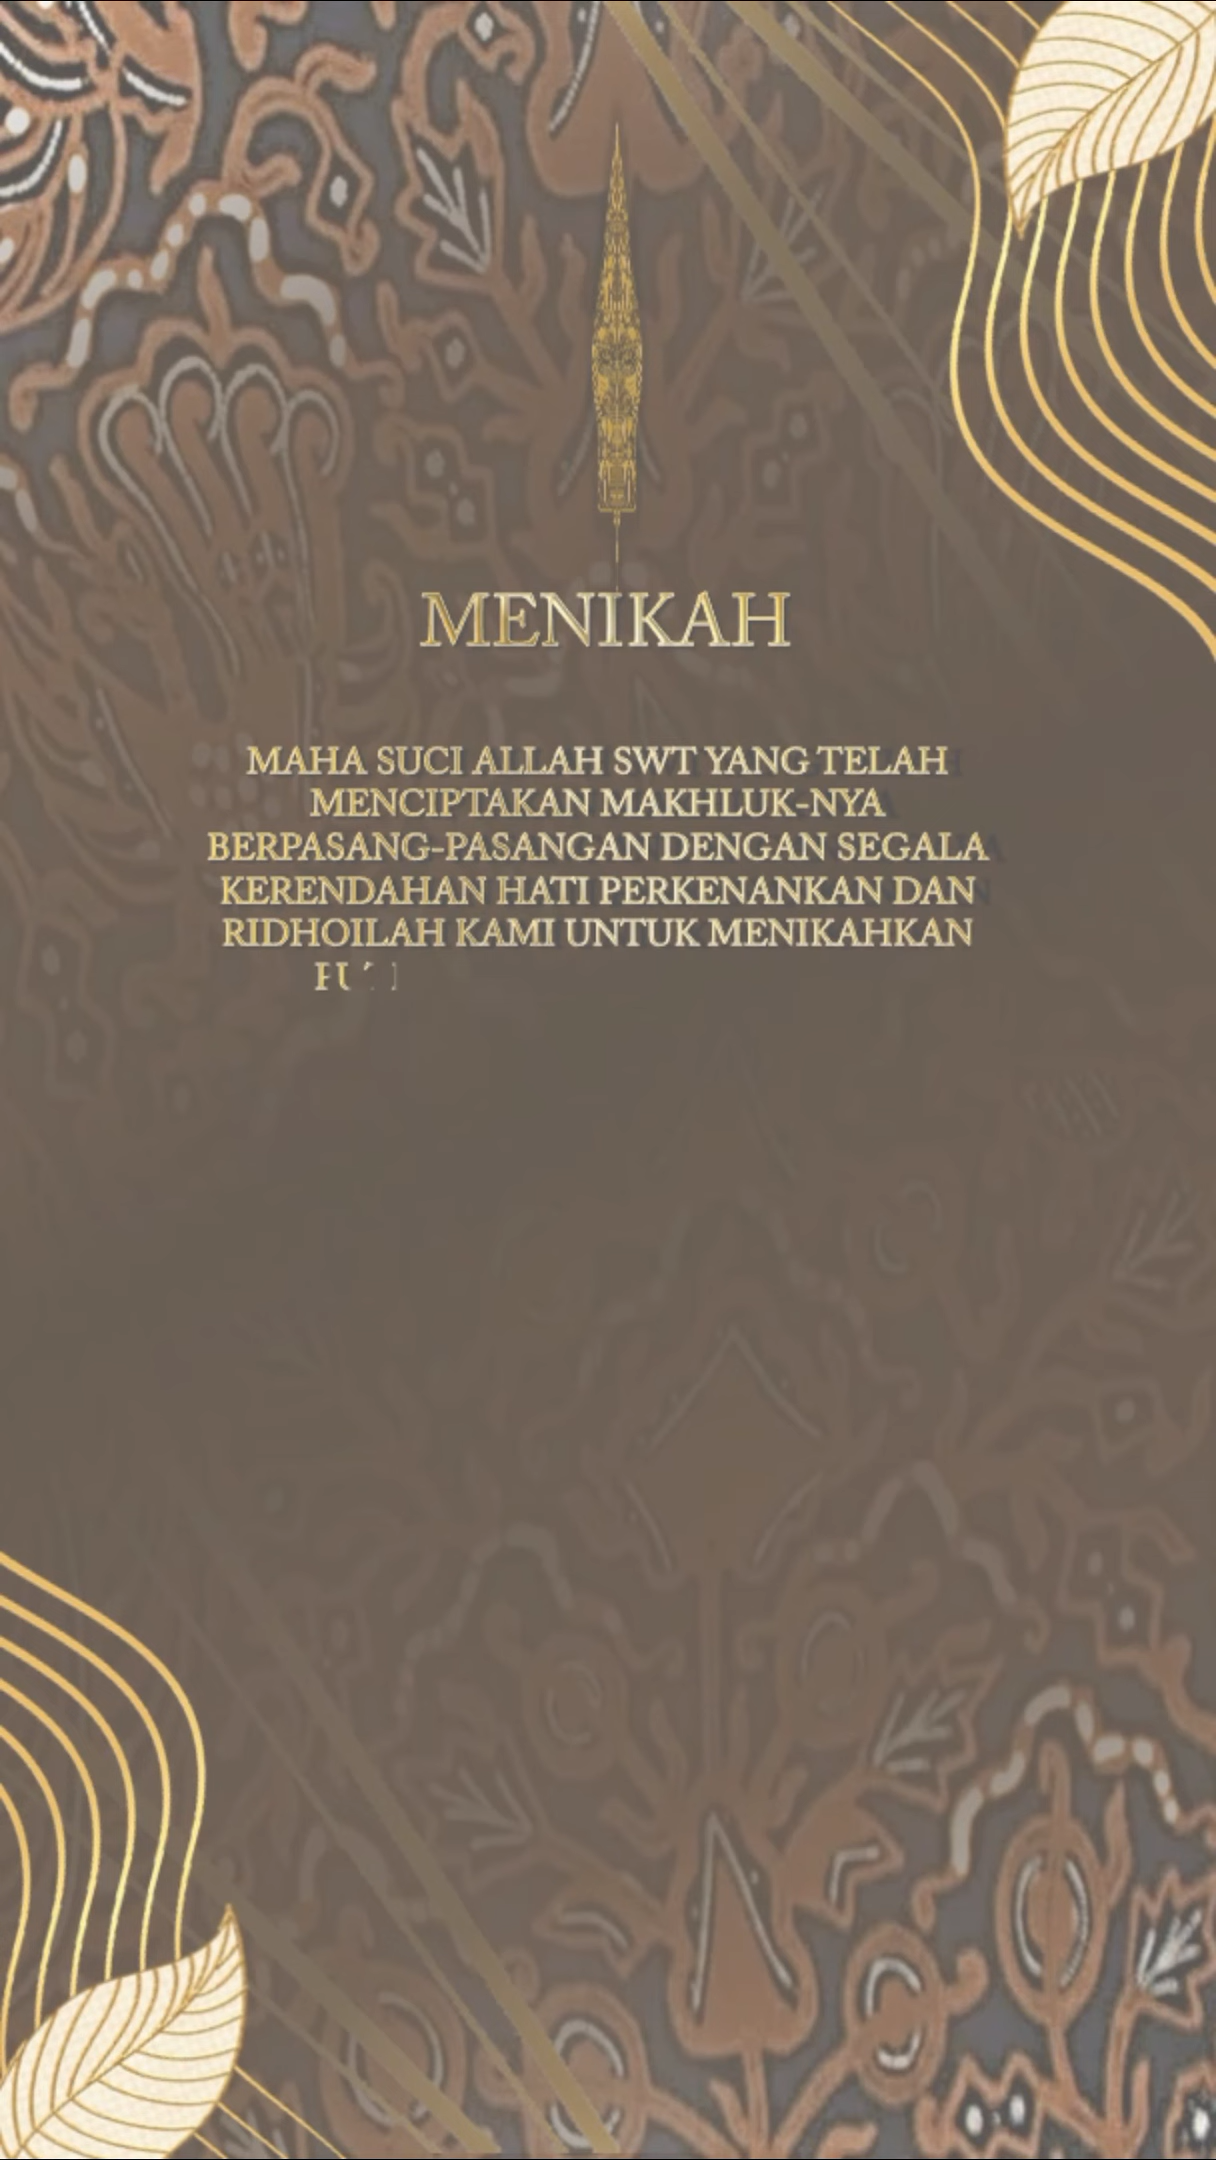 MENIKAH
MAHA SUCI ALLAH SWT YANG TELAH
MENCIPTAKAN MAKHLUK-NYA
BERPASANG-PASANGAN DENGAN SEGALA
KERENDAHAN HATI PERKENANKAN DAN
RIDHOILAH KAMI UNTUK MENIKAHKAN